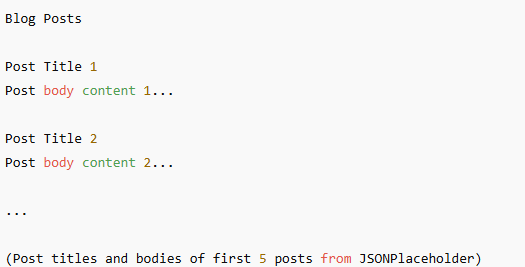 Blog Posts
Post Title 1
Post body content 1...
Post Title 2
Post body content 2...
...
(Post titles and bodies of first 5 posts from JSONPlaceholder)